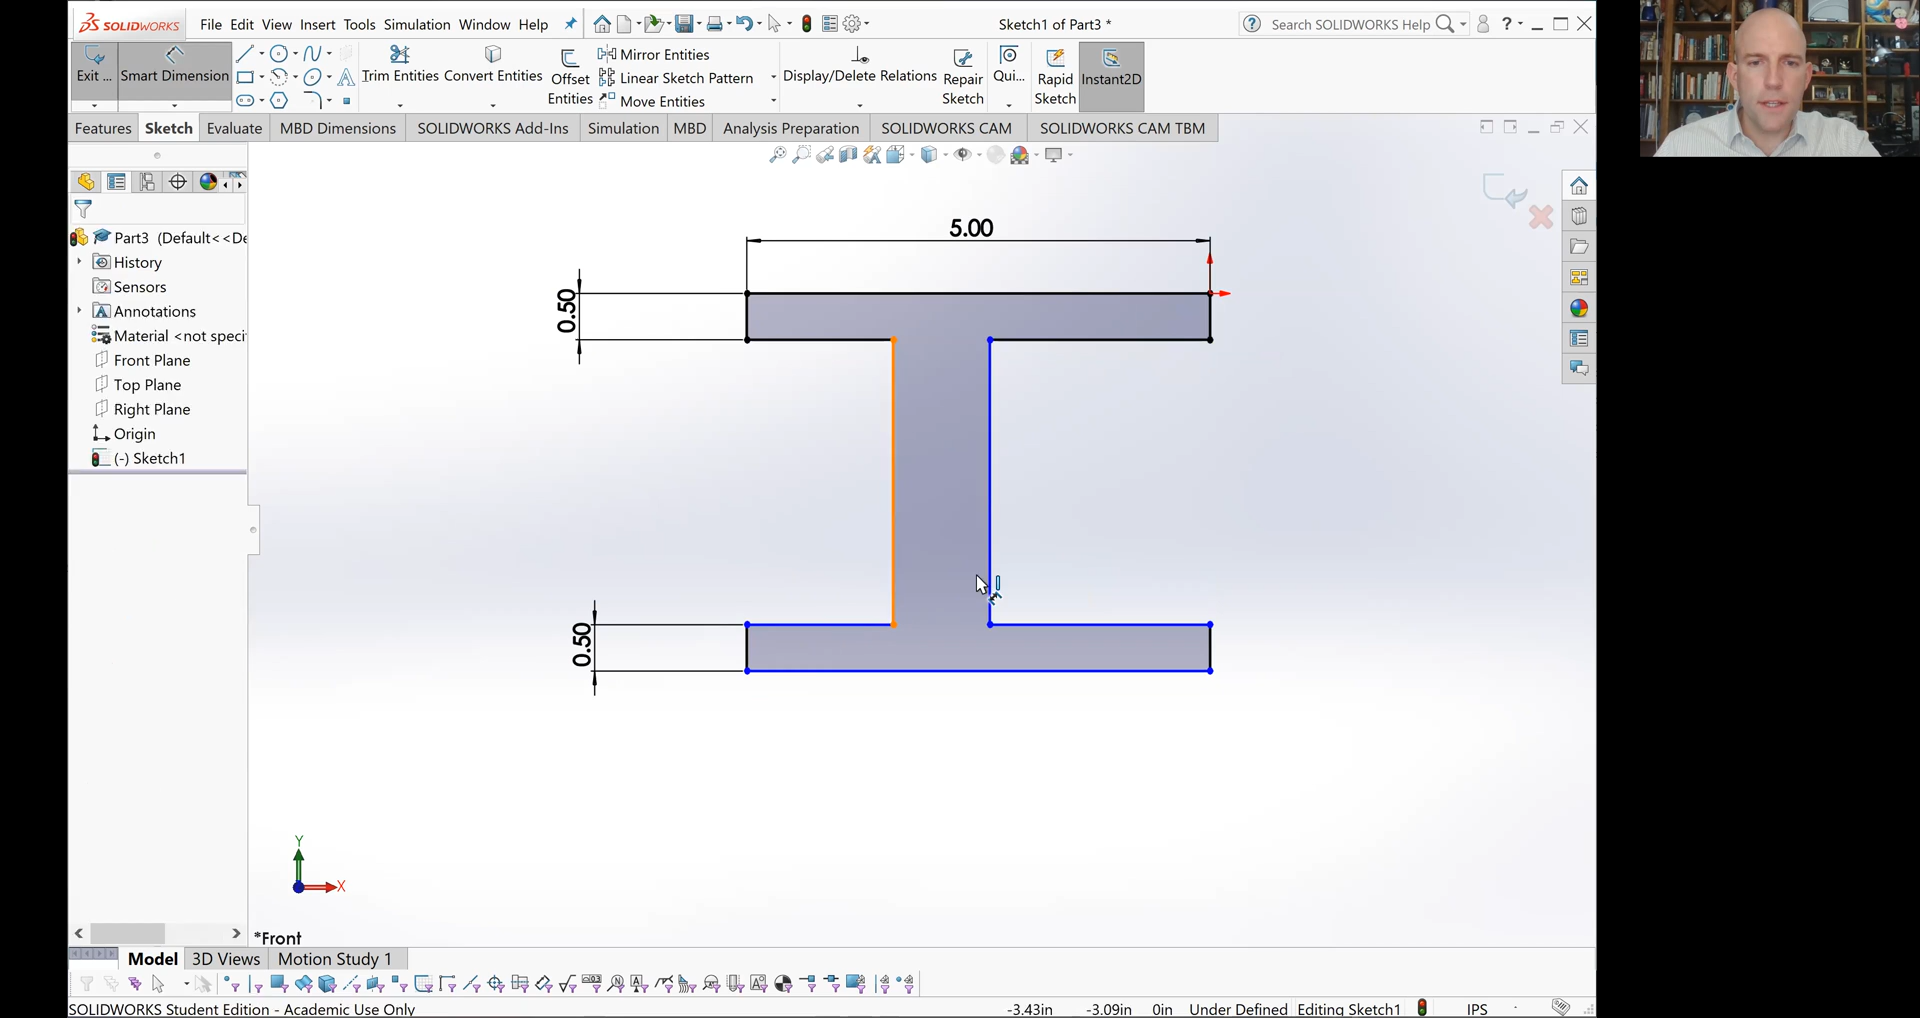 SOLIDWORKS File Edit View Insert Tools Simulation Window Help Sketch1 of Part3 * Search SOLIDWORKS Help
Exit ... Smart Dimension Trim Entities Convert Entities Offset Entities Mirror Entities Linear Sketch Pattern Move Entities Display/Delete Relations Repair Sketch Qui... Rapid Sketch Instant2D
Features Sketch Evaluate MBD Dimensions SOLIDWORKS Add-Ins Simulation MBD Analysis Preparation SOLIDWORKS CAM SOLIDWORKS CAM TBM
Part3 (Default<<De
History
Sensors
Annotations
Material <not speci
Front Plane
Top Plane
Right Plane
Origin
(-) Sketch1
5.00
0.50
0.50
Y
X
*Front
Model 3D Views Motion Study 1
SOLIDWORKS Student Edition - Academic Use Only -3.43in -3.09in 0in Under Defined Editing Sketch1 IPS